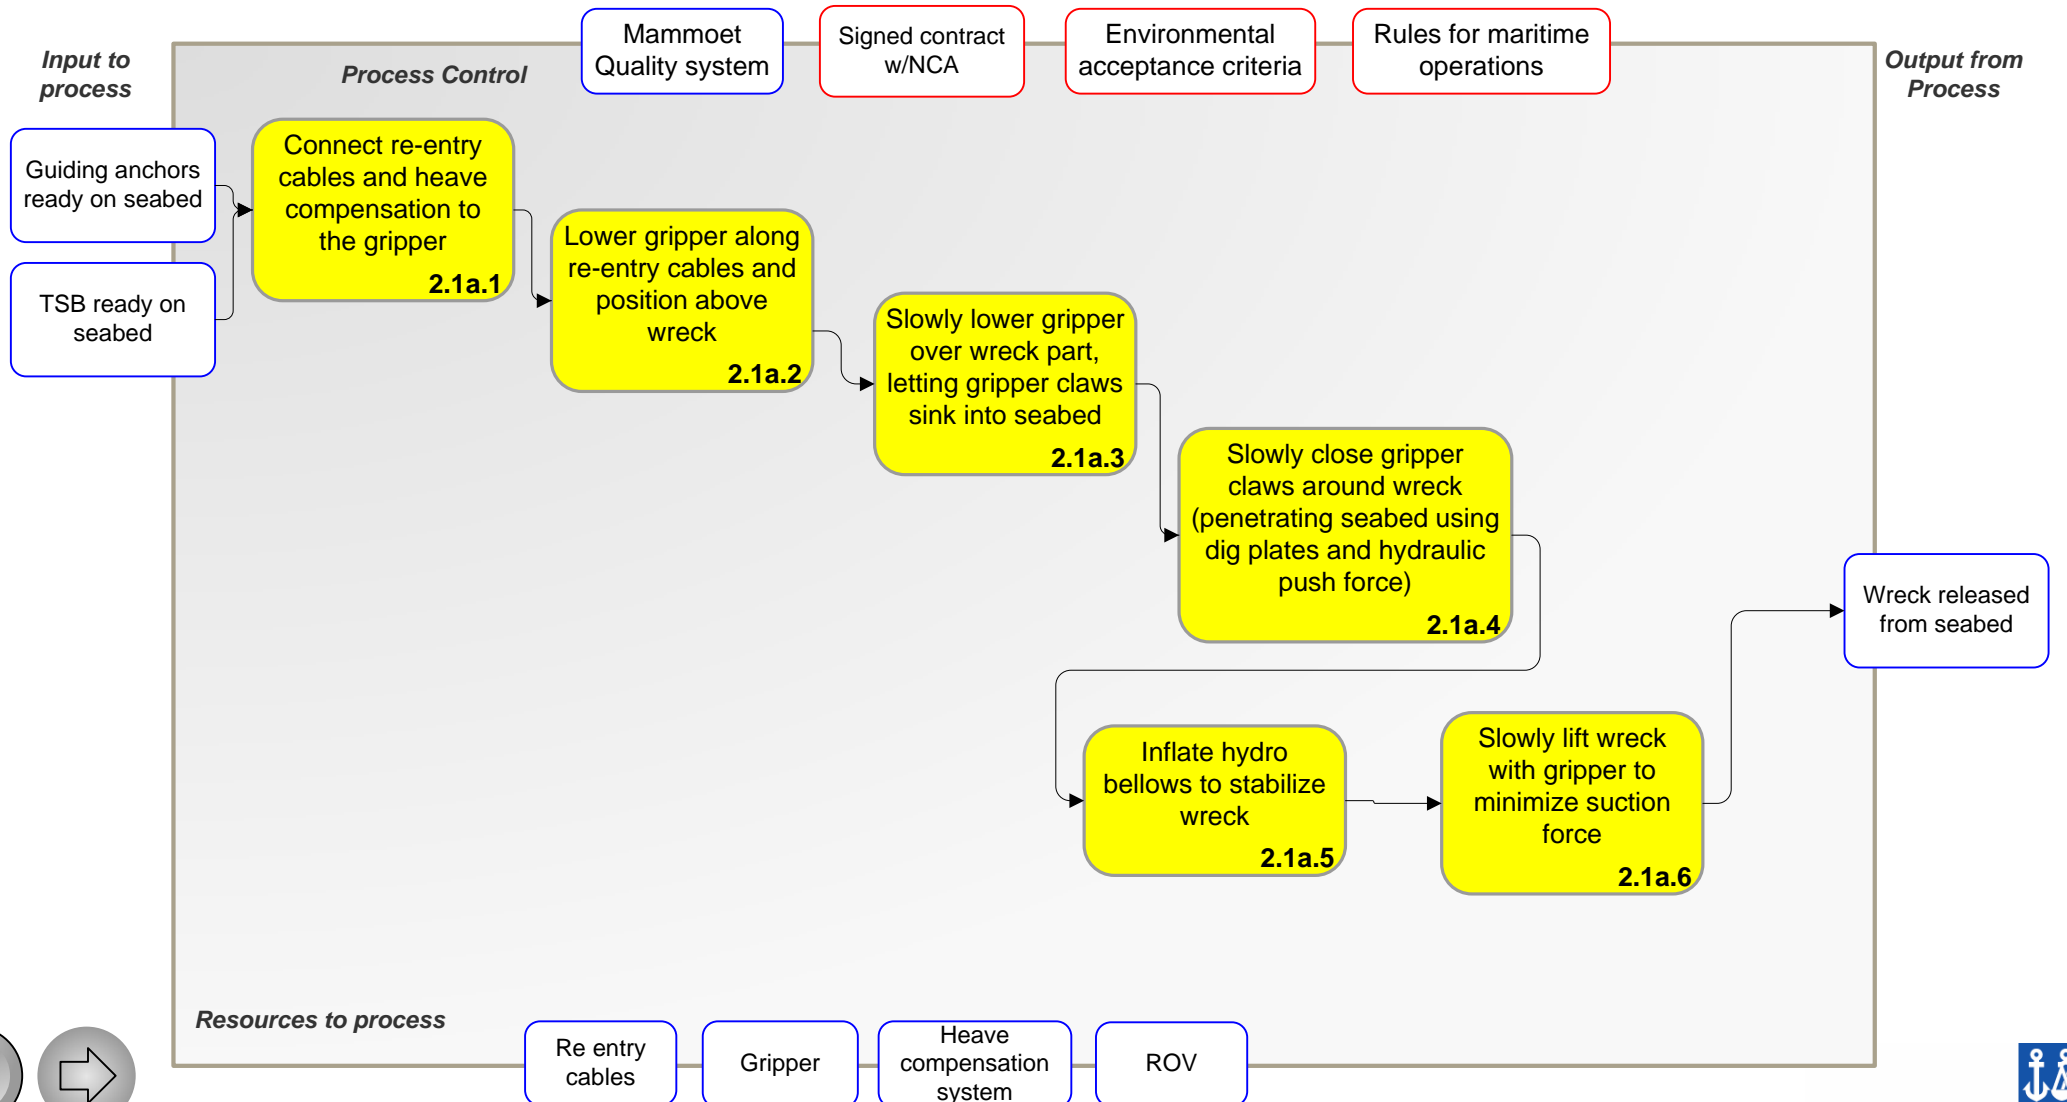 Input to
process
Process Control
Mammoet
Quality system
Signed contract
w/NCA
Environmental
acceptance criteria
Rules for maritime
operations
Output from
Process
Guiding anchors
ready on seabed
TSB ready on
seabed
Connect re-entry
cables and heave
compensation to
the gripper
2.1a.1
Lower gripper along
re-entry cables and
position above
wreck
2.1a.2
Slowly lower gripper
over wreck part,
letting gripper claws
sink into seabed
2.1a.3
Slowly close gripper
claws around wreck
(penetrating seabed using
dig plates and hydraulic
push force)
2.1a.4
Inflate hydro
bellows to stabilize
wreck
2.1a.5
Slowly lift wreck
with gripper to
minimize suction
force
2.1a.6
Wreck released
from seabed
Resources to process
Re entry
cables
Gripper
Heave
compensation
system
ROV